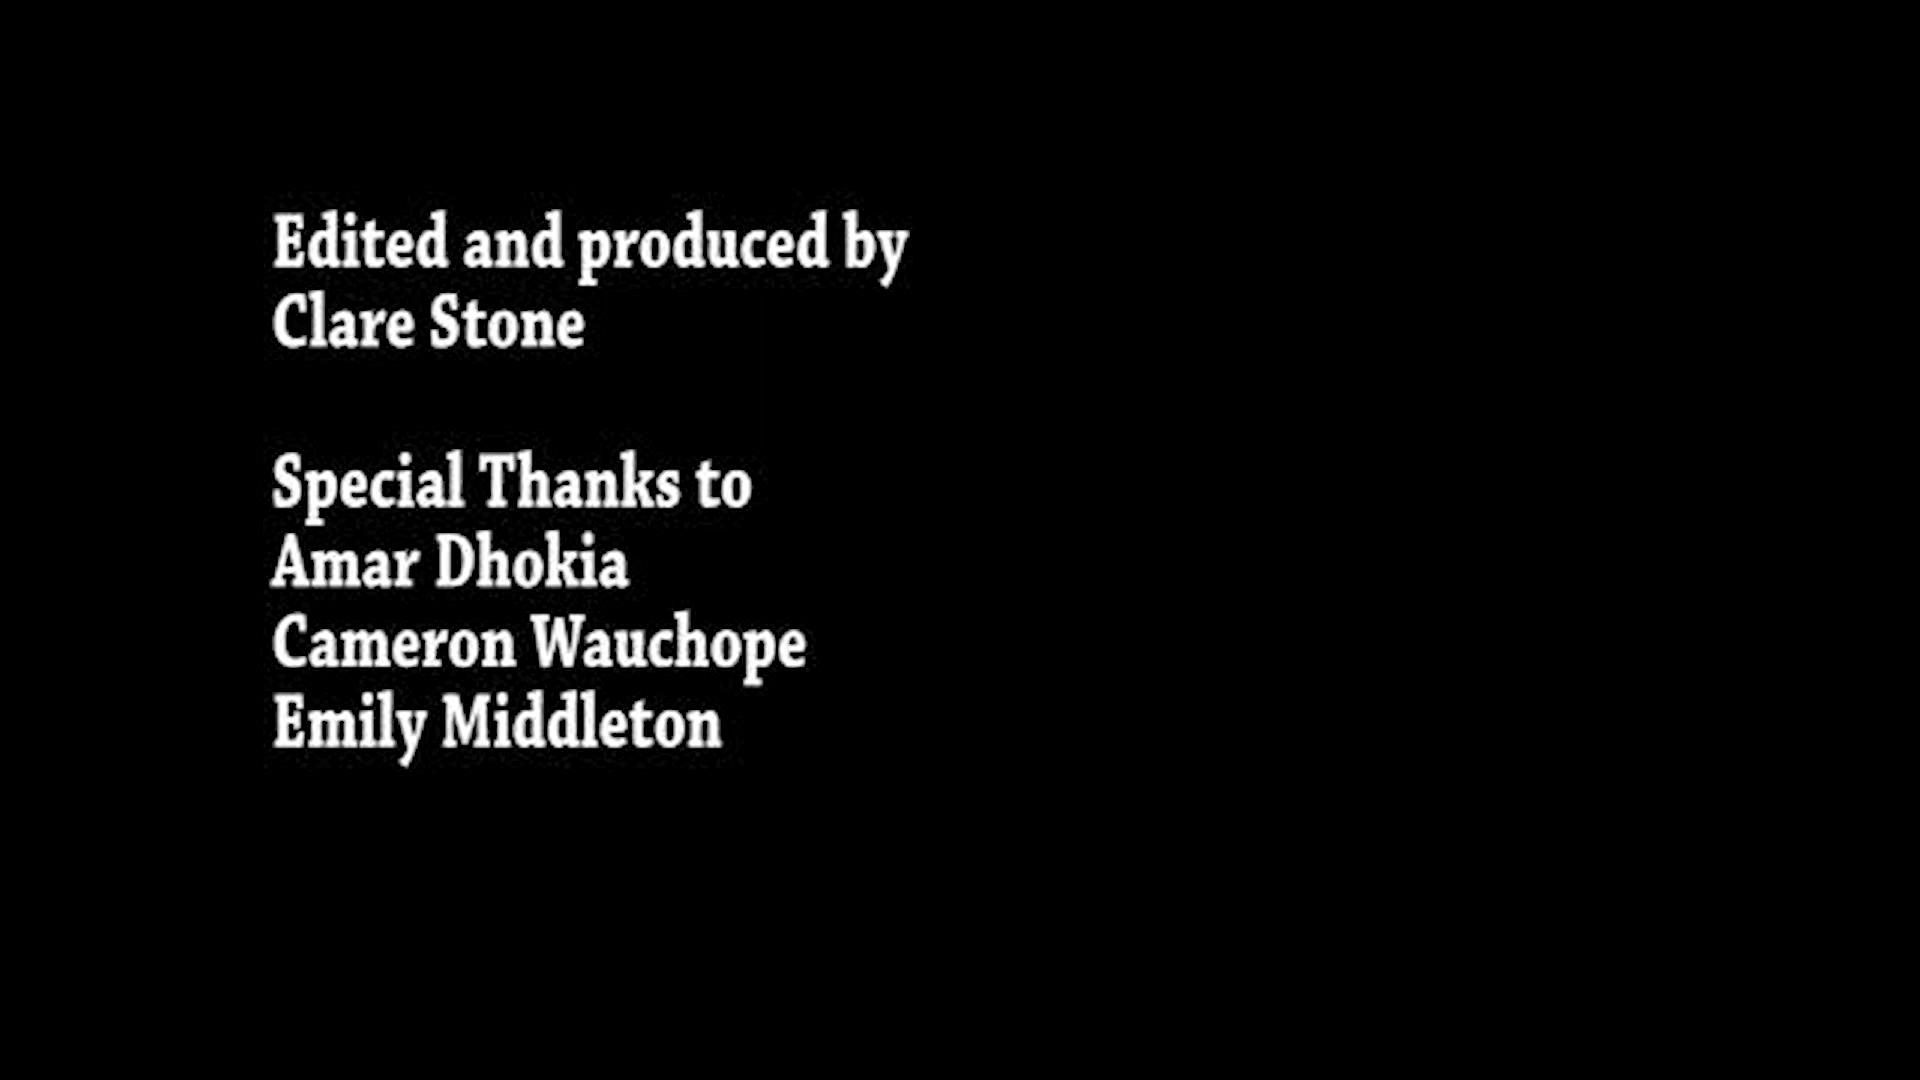 Edited and produced by
Clare Stone
Special Thanks to
Amar Dhokia
Cameron Wauchope
Emily Middleton